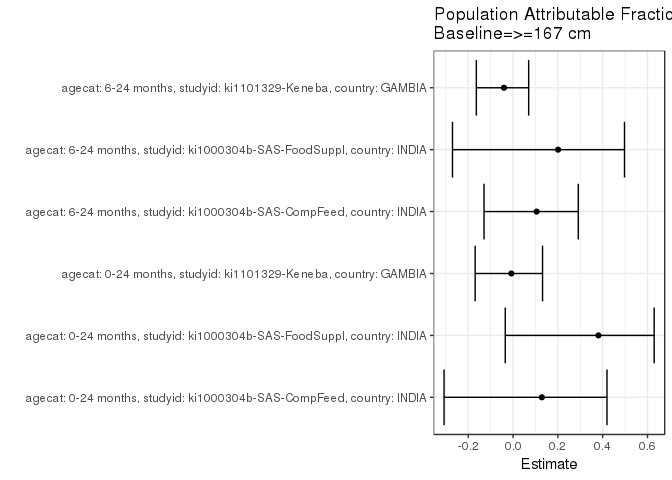 Population Attributable Fractio
Baseline=>=167 cm
agecat: 6-24 months, studyid: ki1101329-Keneba, country: GAMBIA
agecat: 6-24 months, studyid: ki1000304b-SAS-FoodSuppl, country: INDIA
agecat: 6-24 months, studyid: ki1000304b-SAS-CompFeed, country: INDIA
agecat: 0-24 months, studyid: ki1101329-Keneba, country: GAMBIA
agecat: 0-24 months, studyid: ki1000304b-SAS-FoodSuppl, country: INDIA
agecat: 0-24 months, studyid: ki1000304b-SAS-CompFeed, country: INDIA
-0.2 0.0 0.2 0.4 0.6
Estimate